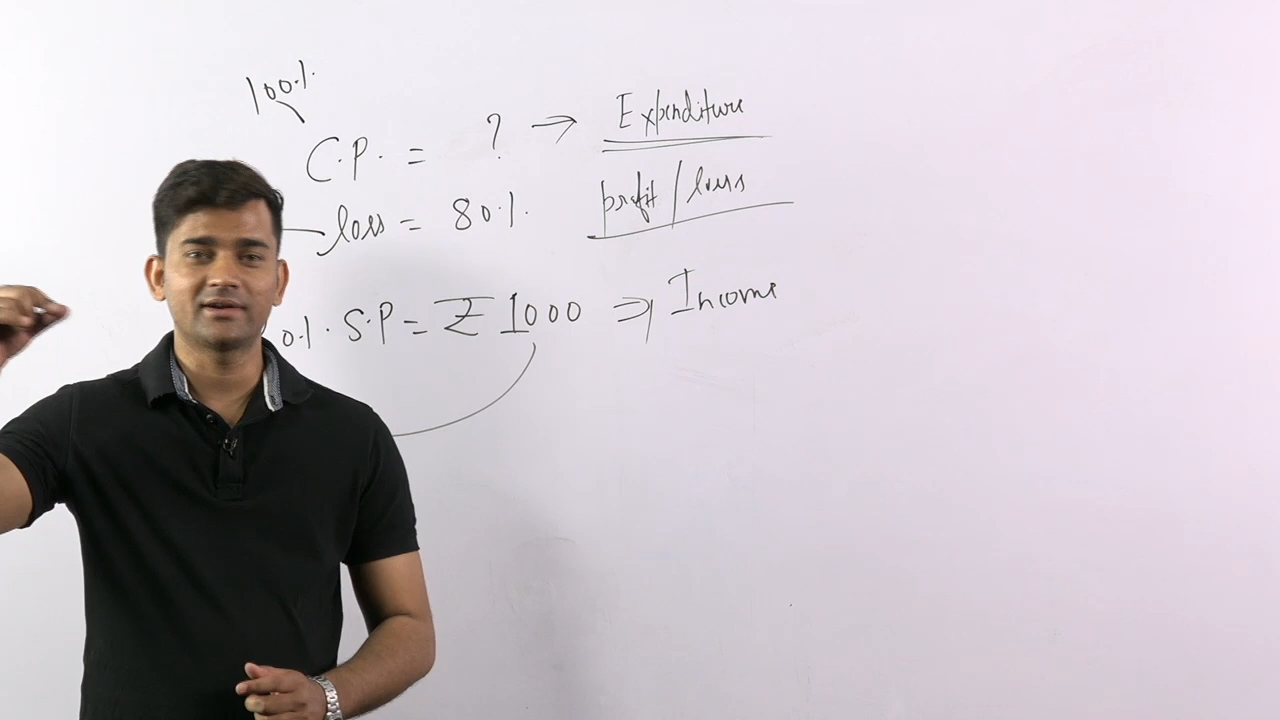 100%
C.P. = ? → Expenditure
loss = 80%. profit/loss
0%. S.P = ₹ 1000 ⇒ Income